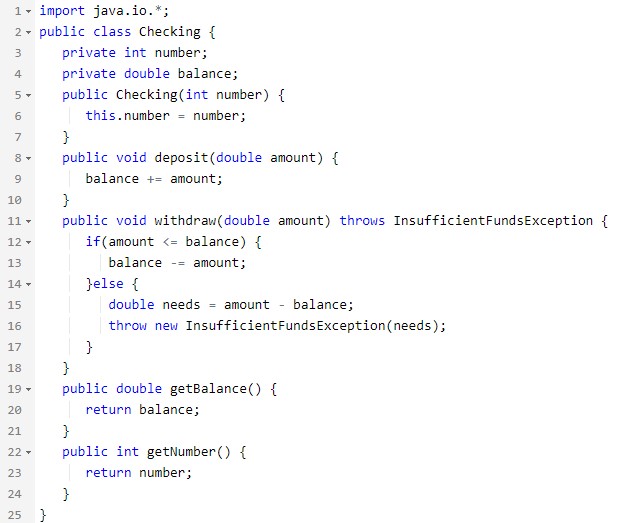 1 import java.io.*;
2 public class Checking {
3    private int number;
4    private double balance;
5    public Checking(int number) {
6       this.number = number;
7    }
8    public void deposit(double amount) {
9       balance += amount;
10    }
11    public void withdraw(double amount) throws InsufficientFundsException {
12       if(amount <= balance) {
13          balance -= amount;
14       }else {
15          double needs = amount - balance;
16          throw new InsufficientFundsException(needs);
17       }
18    }
19    public double getBalance() {
20       return balance;
21    }
22    public int getNumber() {
23       return number;
24    }
25 }